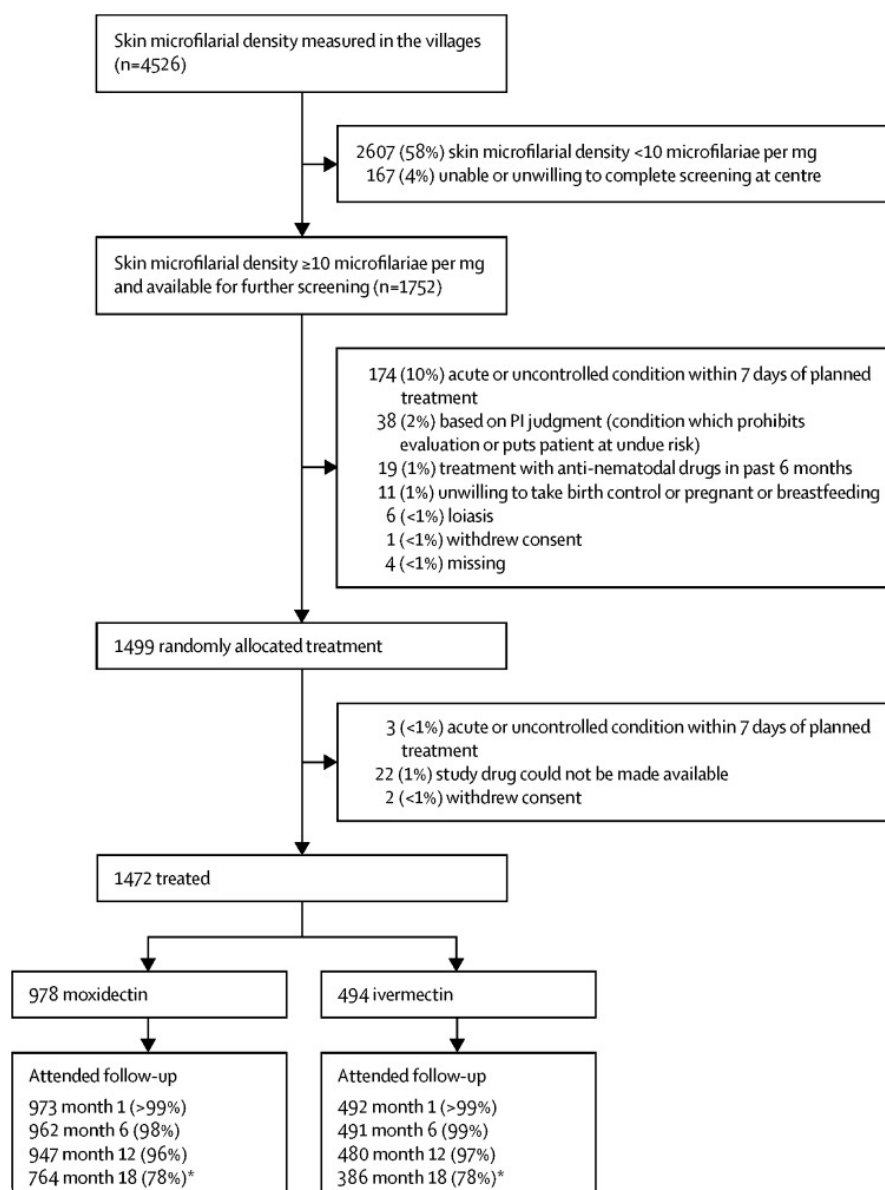 Skin microfilarial density measured in the villages
(n=4526)
2607 (58%) skin microfilarial density <10 microfilariae per mg
167 (4%) unable or unwilling to complete screening at centre
Skin microfilarial density ≥10 microfilariae per mg
and available for further screening (n=1752)
174 (10%) acute or uncontrolled condition within 7 days of planned
treatment
38 (2%) based on PI judgment (condition which prohibits
evaluation or puts patient at undue risk)
19 (1%) treatment with anti-nematodal drugs in past 6 months
11 (1%) unwilling to take birth control or pregnant or breastfeeding
6 (<1%) loiasis
1 (<1%) withdrew consent
4 (<1%) missing
1499 randomly allocated treatment
3 (<1%) acute or uncontrolled condition within 7 days of planned
treatment
22 (1%) study drug could not be made available
2 (<1%) withdrew consent
1472 treated
978 moxidectin
494 ivermectin
Attended follow-up
973 month 1 (>99%)
962 month 6 (98%)
947 month 12 (96%)
764 month 18 (78%)*
Attended follow-up
492 month 1 (>99%)
491 month 6 (99%)
480 month 12 (97%)
386 month 18 (78%)*